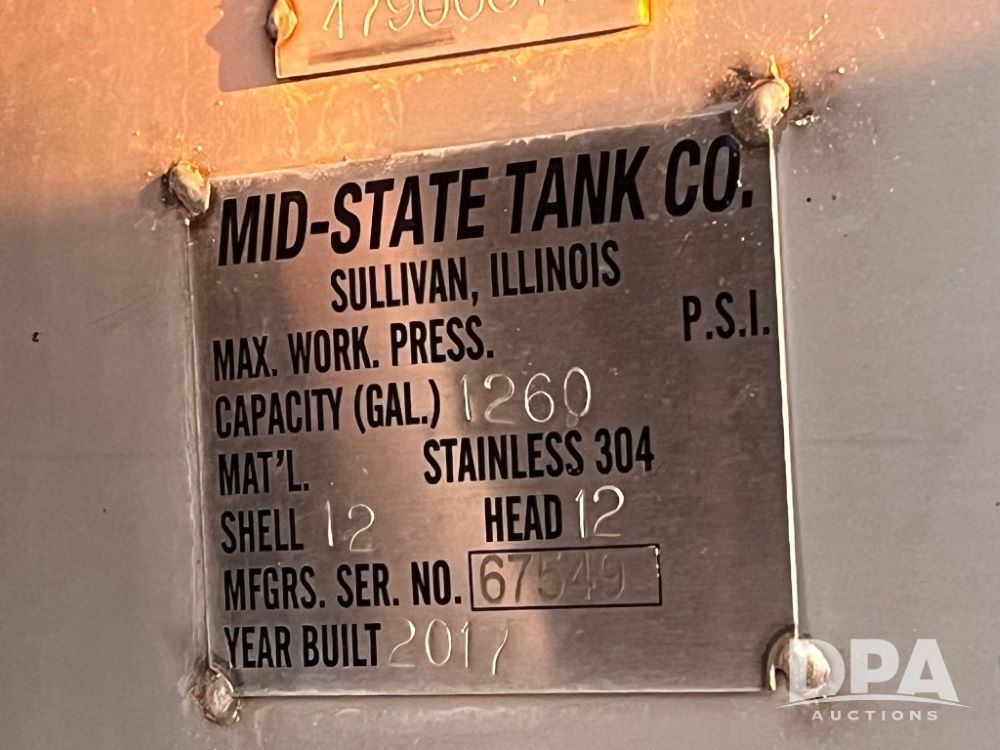 MID-STATE TANK CO.
SULLIVAN, ILLINOIS
MAX. WORK. PRESS. P.S.I.
CAPACITY (GAL.) 1260
MAT'L. STAINLESS 304
SHELL 12 HEAD 12
MFGRS. SER. NO. 67549
YEAR BUILT 2017
DPA
AUCTIONS